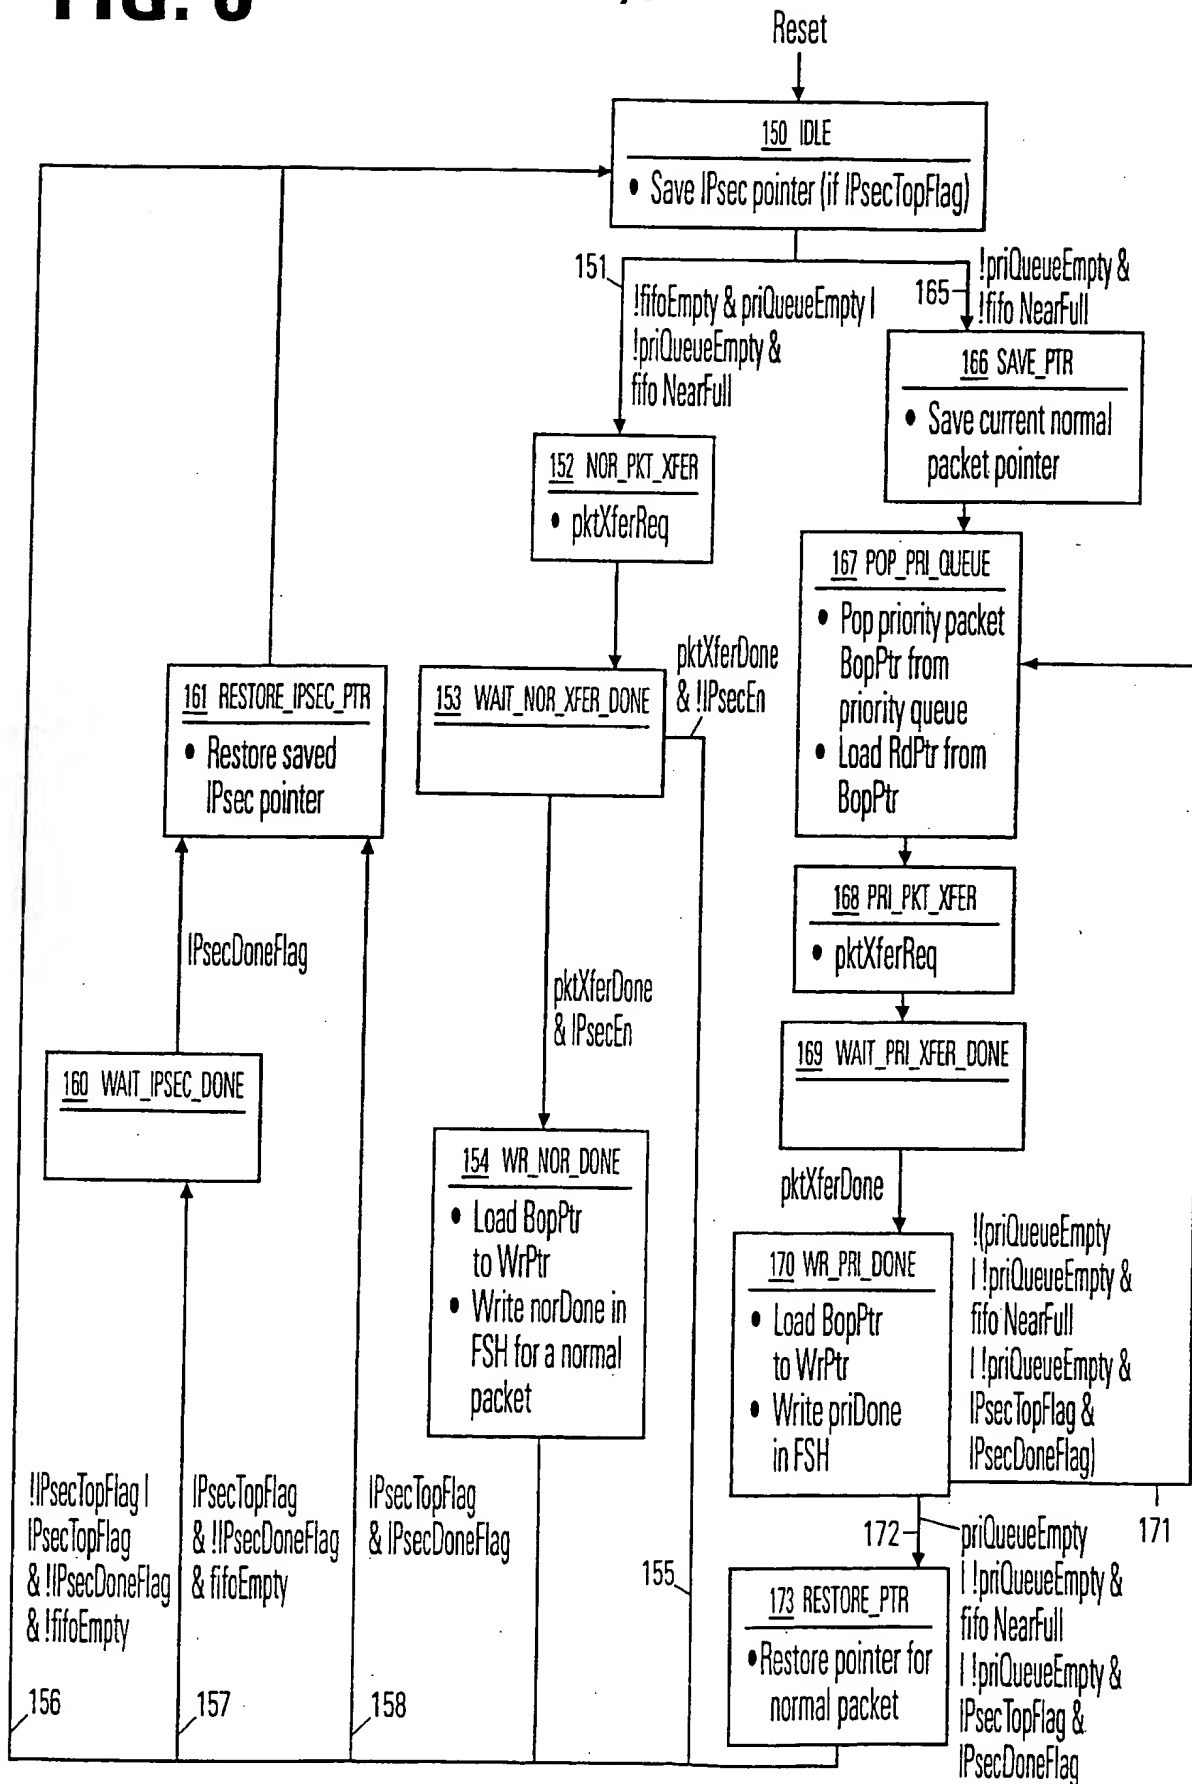 FIG. 6
Reset
150 IDLE
• Save IPsec pointer (if IPsecTopFlag)
151
!fifoEmpty & priQueueEmpty |
!priQueueEmpty &
fifo NearFull
165
!priQueueEmpty &
!fifo NearFull
166 SAVE_PTR
• Save current normal
packet pointer
152 NOR_PKT_XFER
• pktXferReq
167 POP_PRI_QUEUE
• Pop priority packet
BopPtr from
priority queue
• Load RdPtr from
BopPtr
161 RESTORE_IPSEC_PTR
• Restore saved
IPsec pointer
153 WAIT_NOR_XFER_DONE
pktXferDone
& !IPsecEn
168 PRI_PKT_XFER
• pktXferReq
IPsecDoneFlag
pktXferDone
& IPsecEn
169 WAIT_PRI_XFER_DONE
160 WAIT_IPSEC_DONE
pktXferDone
154 WR_NOR_DONE
• Load BopPtr
to WrPtr
• Write norDone in
FSH for a normal
packet
170 WR_PRI_DONE
• Load BopPtr
to WrPtr
• Write priDone
in FSH
!(priQueueEmpty
| !priQueueEmpty &
fifo NearFull
| !priQueueEmpty &
IPsecTopFlag &
IPsecDoneFlag)
171
!IPsecTopFlag |
IPsecTopFlag
& !IPsecDoneFlag
& !fifoEmpty
IPsecTopFlag
& !IPsecDoneFlag
& fifoEmpty
IPsecTopFlag
& IPsecDoneFlag
155
172
priQueueEmpty
| !priQueueEmpty &
fifo NearFull
| !priQueueEmpty &
IPsecTopFlag &
IPsecDoneFlag
173 RESTORE_PTR
• Restore pointer for
normal packet
156
157
158